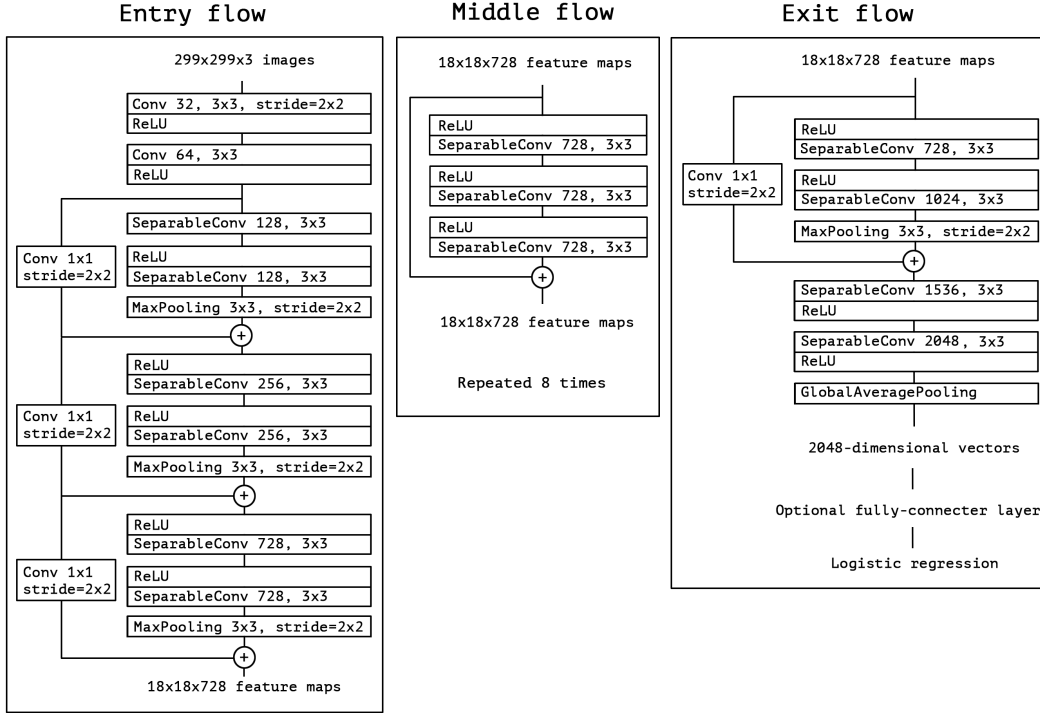 Entry flow
299x299x3 images
Conv 32, 3x3, stride=2x2
ReLU
Conv 64, 3x3
ReLU
SeparableConv 128, 3x3
Conv 1x1
stride=2x2
ReLU
SeparableConv 128, 3x3
MaxPooling 3x3, stride=2x2
+
ReLU
SeparableConv 256, 3x3
Conv 1x1
stride=2x2
ReLU
SeparableConv 256, 3x3
MaxPooling 3x3, stride=2x2
+
ReLU
SeparableConv 728, 3x3
Conv 1x1
stride=2x2
ReLU
SeparableConv 728, 3x3
MaxPooling 3x3, stride=2x2
+
18x18x728 feature maps
Middle flow
18x18x728 feature maps
ReLU
SeparableConv 728, 3x3
ReLU
SeparableConv 728, 3x3
ReLU
SeparableConv 728, 3x3
+
18x18x728 feature maps
Repeated 8 times
Exit flow
18x18x728 feature maps
ReLU
SeparableConv 728, 3x3
Conv 1x1
stride=2x2
ReLU
SeparableConv 1024, 3x3
MaxPooling 3x3, stride=2x2
+
SeparableConv 1536, 3x3
ReLU
SeparableConv 2048, 3x3
ReLU
GlobalAveragePooling
2048-dimensional vectors
Optional fully-connecter layer
Logistic regression